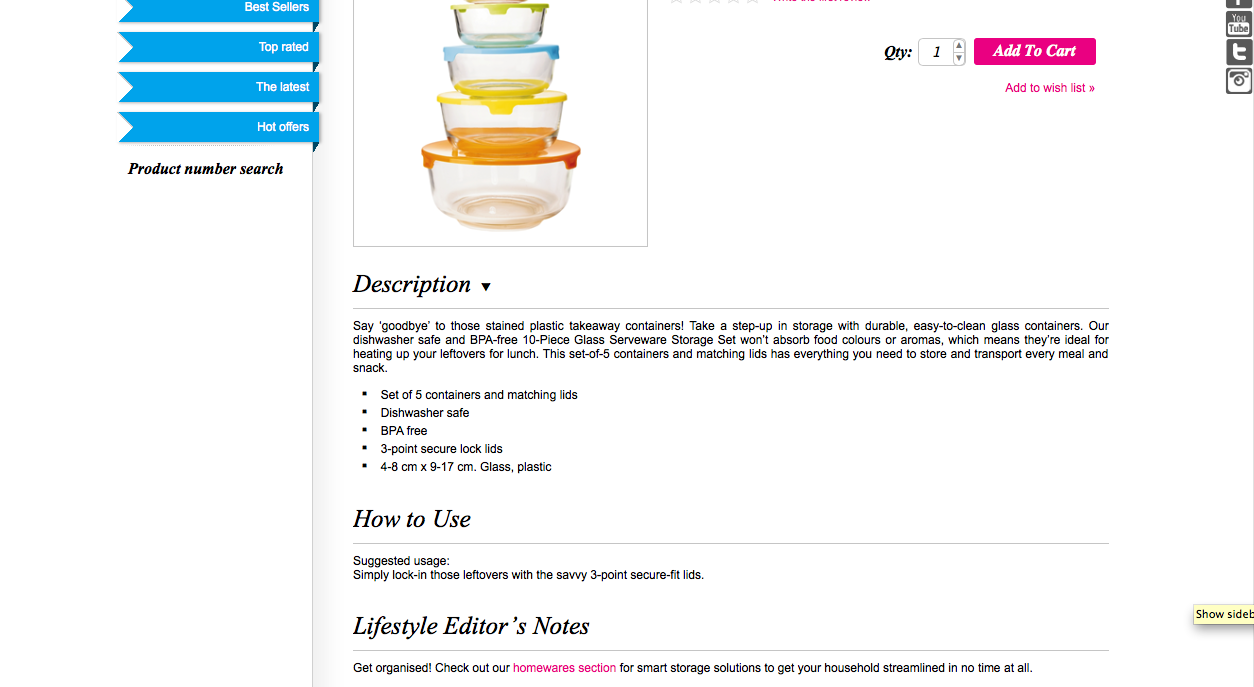 Best Sellers
Top rated
The latest
Hot offers
Product number search
Qty: 1 Add To Cart
Add to wish list »
You
Tube
Description ▼
Say ‘goodbye’ to those stained plastic takeaway containers! Take a step-up in storage with durable, easy-to-clean glass containers. Our
dishwasher safe and BPA-free 10-Piece Glass Serveware Storage Set won’t absorb food colours or aromas, which means they’re ideal for
heating up your leftovers for lunch. This set-of-5 containers and matching lids has everything you need to store and transport every meal and
snack.
Set of 5 containers and matching lids
Dishwasher safe
BPA free
3-point secure lock lids
4-8 cm x 9-17 cm. Glass, plastic
How to Use
Suggested usage:
Simply lock-in those leftovers with the savvy 3-point secure-fit lids.
Show sideb
Lifestyle Editor’s Notes
Get organised! Check out our homewares section for smart storage solutions to get your household streamlined in no time at all.